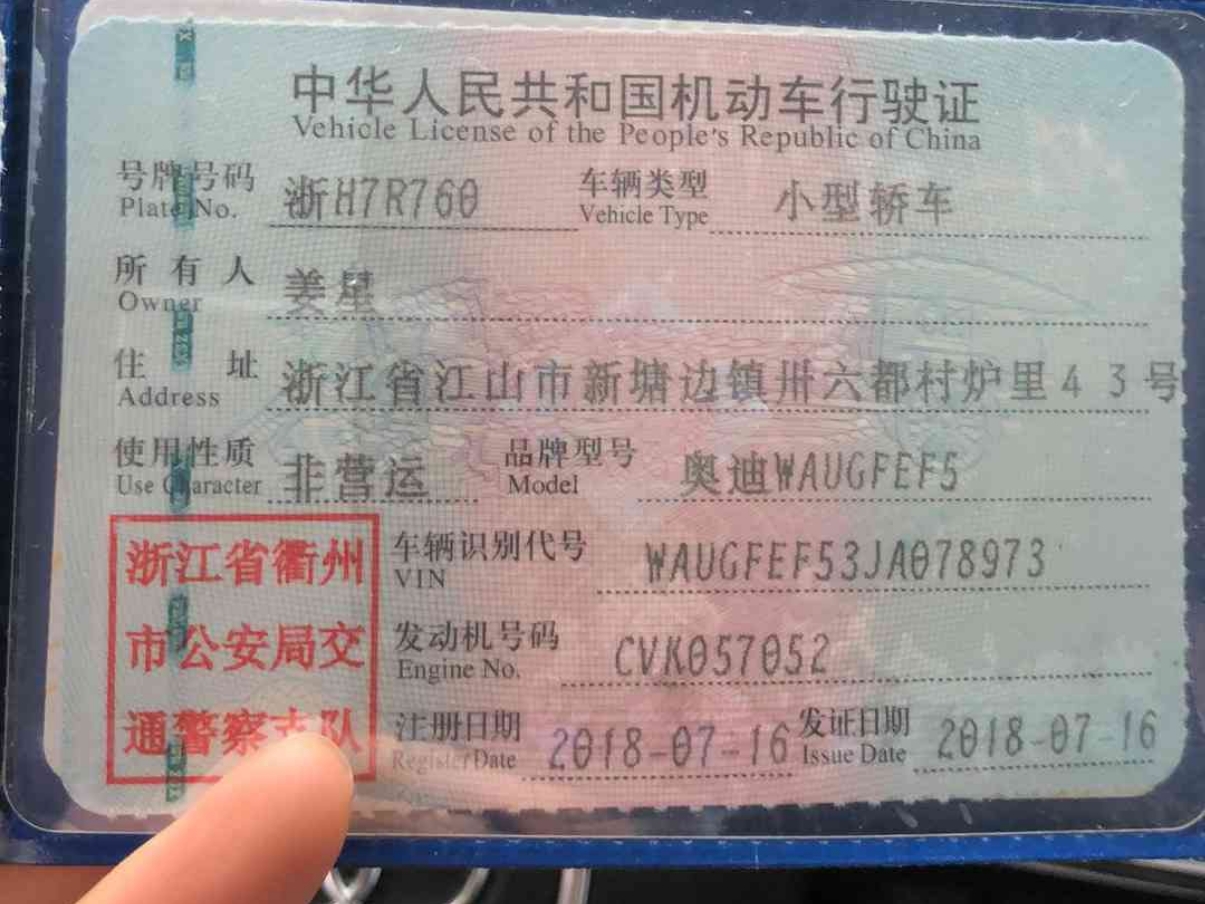 中华人民共和国机动车行驶证
Vehicle License of the People's Republic of China
号牌号码 浙H7R760 车辆类型 小型轿车
Plate No. Vehicle Type
所有人 姜星
Owner
住址 浙江省江山市新塘边镇卅六都村炉里43号
Address
使用性质 非营运 品牌型号 奥迪WAUGFEF5
Use Character Model
浙江省衢州
市公安局交
通警察支队
车辆识别代号 WAUGFEF53JA078973
VIN
发动机号码 CVK057052
Engine No.
注册日期 2018-07-16 发证日期 2018-07-16
Register Date Issue Date